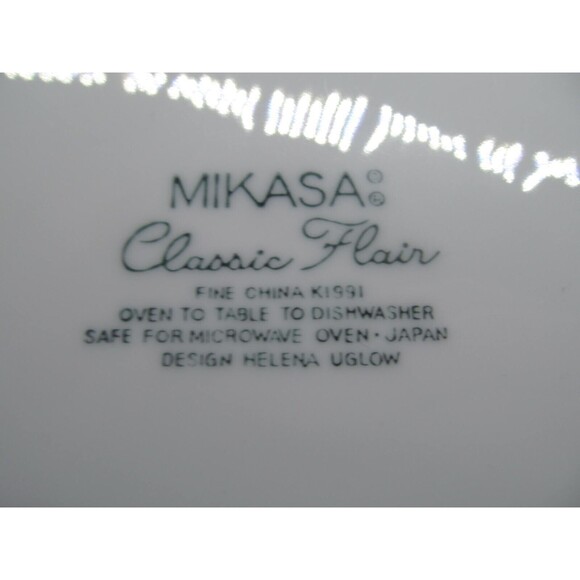 MIKASA®
Classic Flair
FINE CHINA K1991
OVEN TO TABLE TO DISHWASHER
SAFE FOR MICROWAVE OVEN · JAPAN
DESIGN HELENA UGLOW